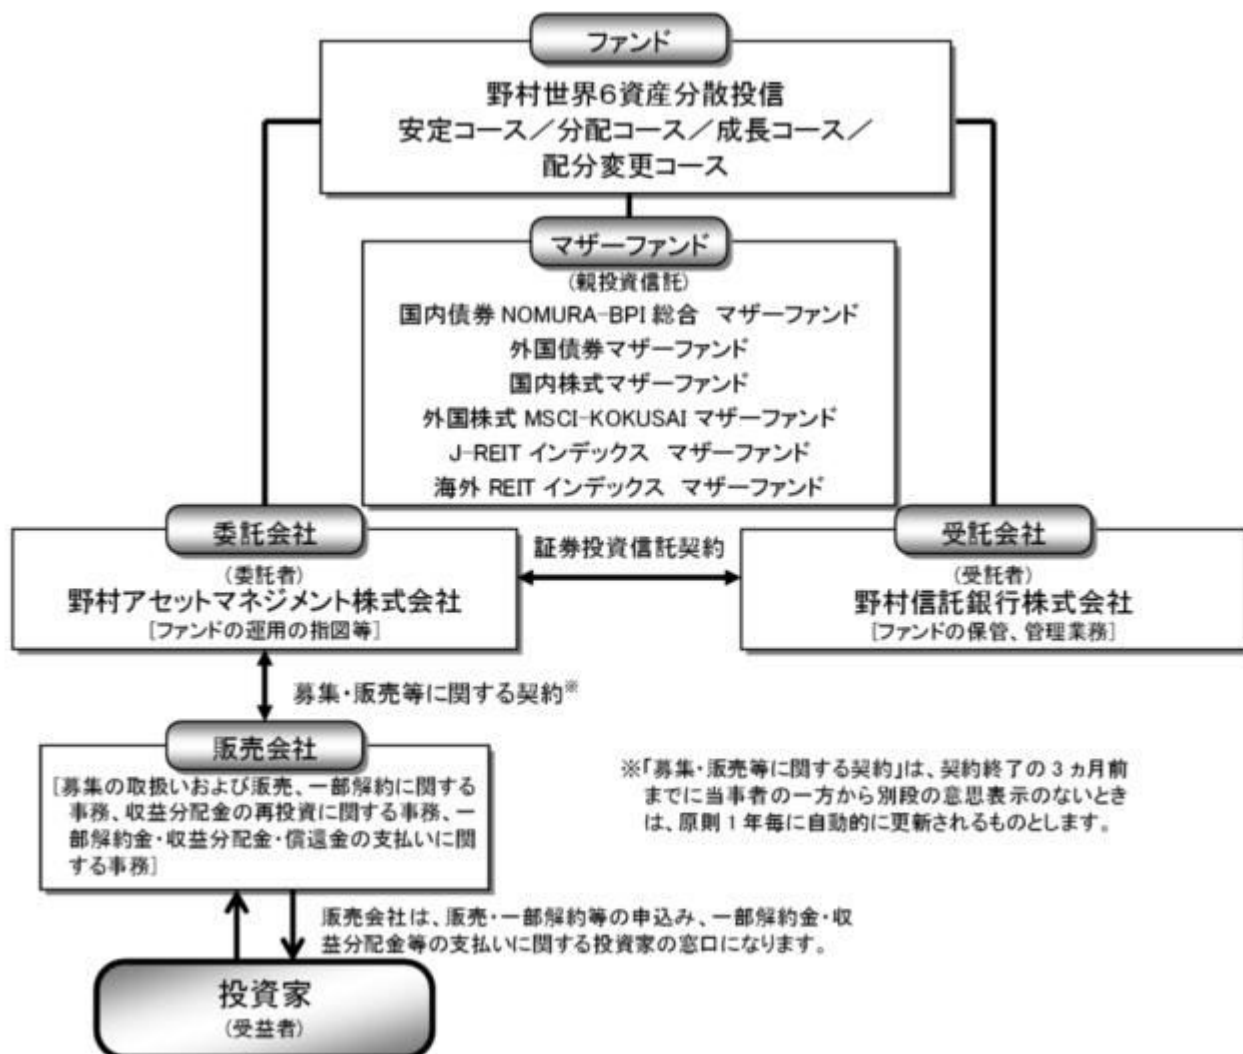 ファンド
野村世界6資産分散投信
安定コース／分配コース／成長コース／
配分変更コース
マザーファンド
(親投資信託)
国内債券 NOMURA-BPI 総合　マザーファンド
外国債券マザーファンド
国内株式マザーファンド
外国株式 MSCI-KOKUSAI マザーファンド
J-REIT インデックス　マザーファンド
海外 REIT インデックス　マザーファンド
委託会社
(委託者)
野村アセットマネジメント株式会社
[ファンドの運用の指図等]
証券投資信託契約
受託会社
(受託者)
野村信託銀行株式会社
[ファンドの保管、管理業務]
募集・販売等に関する契約※
販売会社
[募集の取扱いおよび販売、一部解約に関する
事務、収益分配金の再投資に関する事務、一
部解約金・収益分配金・償還金の支払いに関
する事務]
※「募集・販売等に関する契約」は、契約終了の 3 ヵ月前
までに当事者の一方から別段の意思表示のないとき
は、原則 1 年毎に自動的に更新されるものとします。
販売会社は、販売・一部解約等の申込み、一部解約金・収
益分配金等の支払いに関する投資家の窓口になります。
投資家
(受益者)